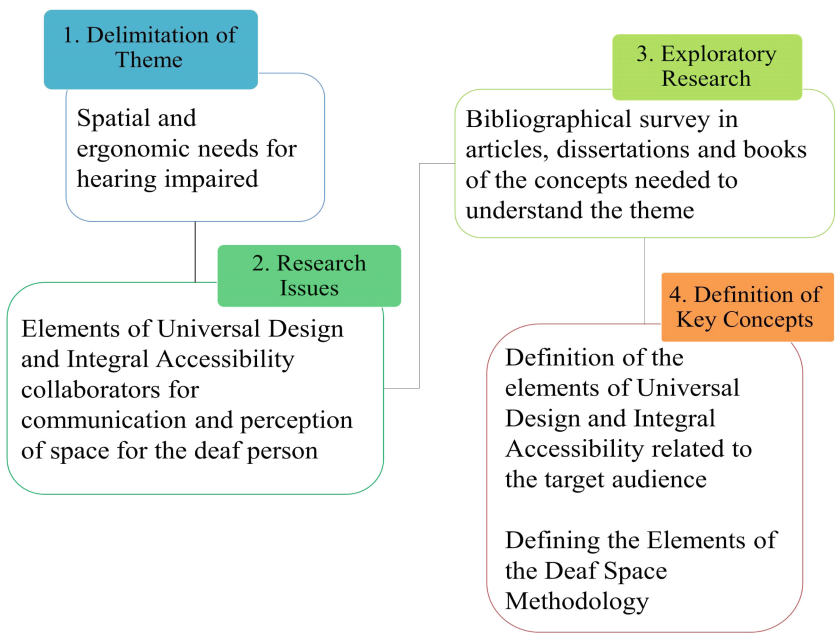 1. Delimitation of
Theme
Spatial and
ergonomic needs for
hearing impaired
2. Research
Issues
Elements of Universal Design
and Integral Accessibility
collaborators for
communication and perception
of space for the deaf person
3. Exploratory
Research
Bibliographical survey in
articles, dissertations and books
of the concepts needed to
understand the theme
4. Definition of
Key Concepts
Definition of the
elements of Universal
Design and Integral
Accessibility related to
the target audience
Defining the Elements of
the Deaf Space
Methodology